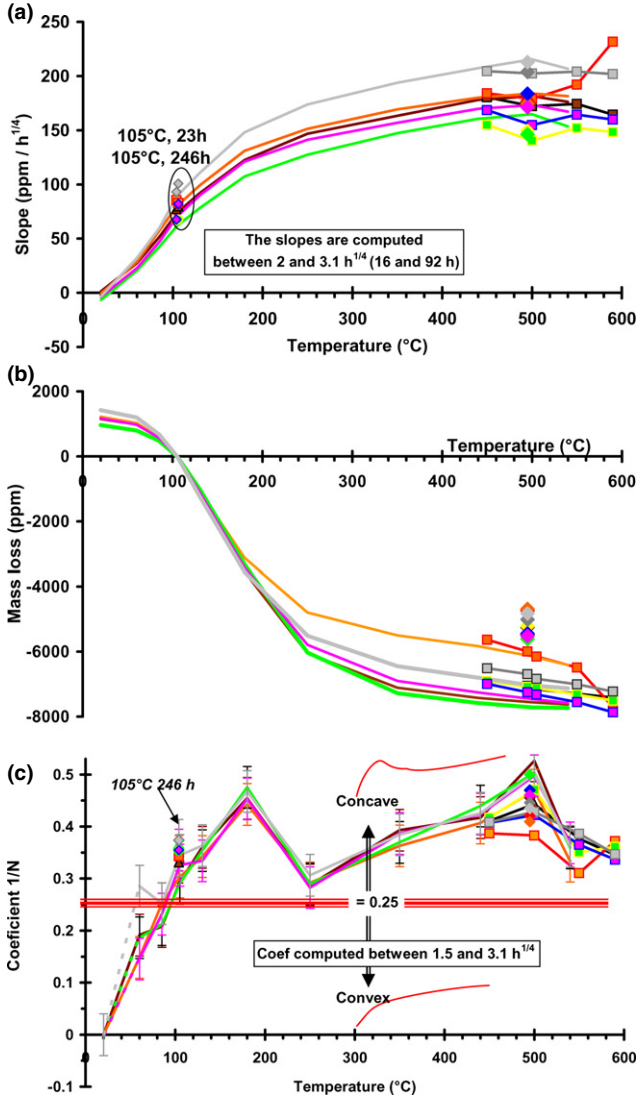 (a)
250
200
150
100
50
0
-50
Slope (ppm / h1/4)
105°C, 23h
105°C, 246h
The slopes are computed
between 2 and 3.1 h1/4 (16 and 92 h)
0 100 200 300 400 500 600
Temperature (°C)
(b)
2000
0
-2000
-4000
-6000
-8000
Mass loss (ppm)
Temperature (°C)
0 100 200 300 400 500 600
(c)
0.5
0.4
0.3
0.2
0.1
0
-0.1
Coeficient 1/N
105°C 246 h
Concave
= 0.25
Coef computed between 1.5 and 3.1 h1/4
Convex
0 100 200 300 400 500 600
Temperature (°C)